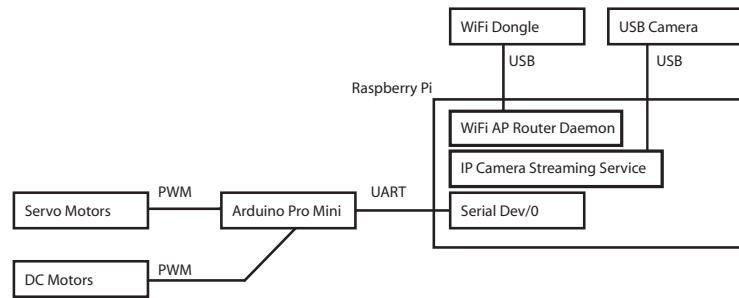 WiFi Dongle
USB Camera
USB
USB
Raspberry Pi
WiFi AP Router Daemon
IP Camera Streaming Service
PWM
UART
Servo Motors
Arduino Pro Mini
Serial Dev/0
PWM
DC Motors